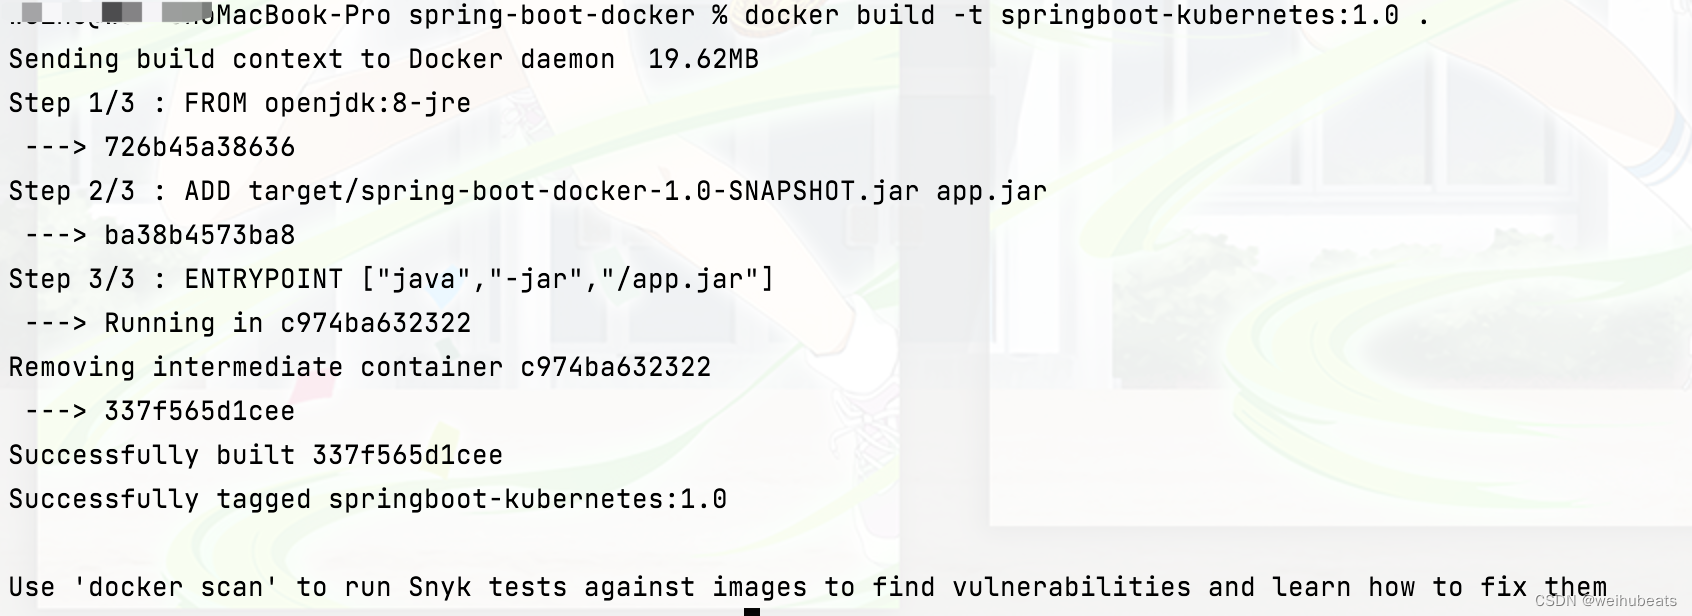 MacBook-Pro spring-boot-docker % docker build -t springboot-kubernetes:1.0 .
Sending build context to Docker daemon  19.62MB
Step 1/3 : FROM openjdk:8-jre
 ---> 726b45a38636
Step 2/3 : ADD target/spring-boot-docker-1.0-SNAPSHOT.jar app.jar
 ---> ba38b4573ba8
Step 3/3 : ENTRYPOINT ["java","-jar","/app.jar"]
 ---> Running in c974ba632322
Removing intermediate container c974ba632322
 ---> 337f565d1cee
Successfully built 337f565d1cee
Successfully tagged springboot-kubernetes:1.0
Use 'docker scan' to run Snyk tests against images to find vulnerabilities and learn how to fix them
CSDN @weihubeats